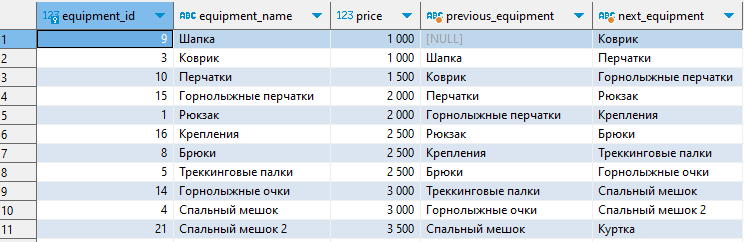 123 equipment_id ABC equipment_name 123 price ABC previous_equipment ABC next_equipment
1 9 Шапка 1 000 [NULL] Коврик
2 3 Коврик 1 000 Шапка Перчатки
3 10 Перчатки 1 500 Коврик Горнолыжные перчатки
4 15 Горнолыжные перчатки 2 000 Перчатки Рюкзак
5 1 Рюкзак 2 000 Горнолыжные перчатки Крепления
6 16 Крепления 2 500 Рюкзак Брюки
7 8 Брюки 2 500 Крепления Треккинговые палки
8 5 Треккинговые палки 2 500 Брюки Горнолыжные очки
9 14 Горнолыжные очки 3 000 Треккинговые палки Спальный мешок
10 4 Спальный мешок 3 000 Горнолыжные очки Спальный мешок 2
11 21 Спальный мешок 2 3 500 Спальный мешок Куртка